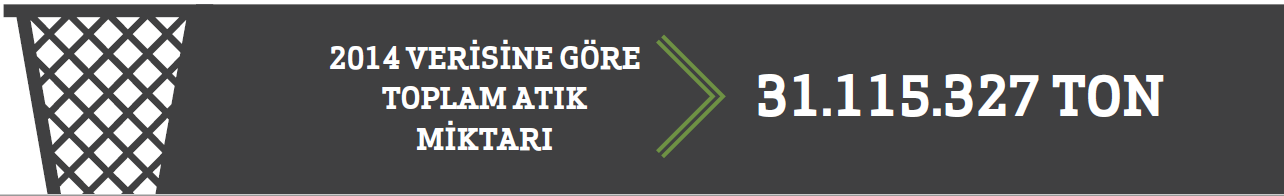 2014 VERİSİNE GÖRE
TOPLAM ATIK
MİKTARI
31.115.327 TON